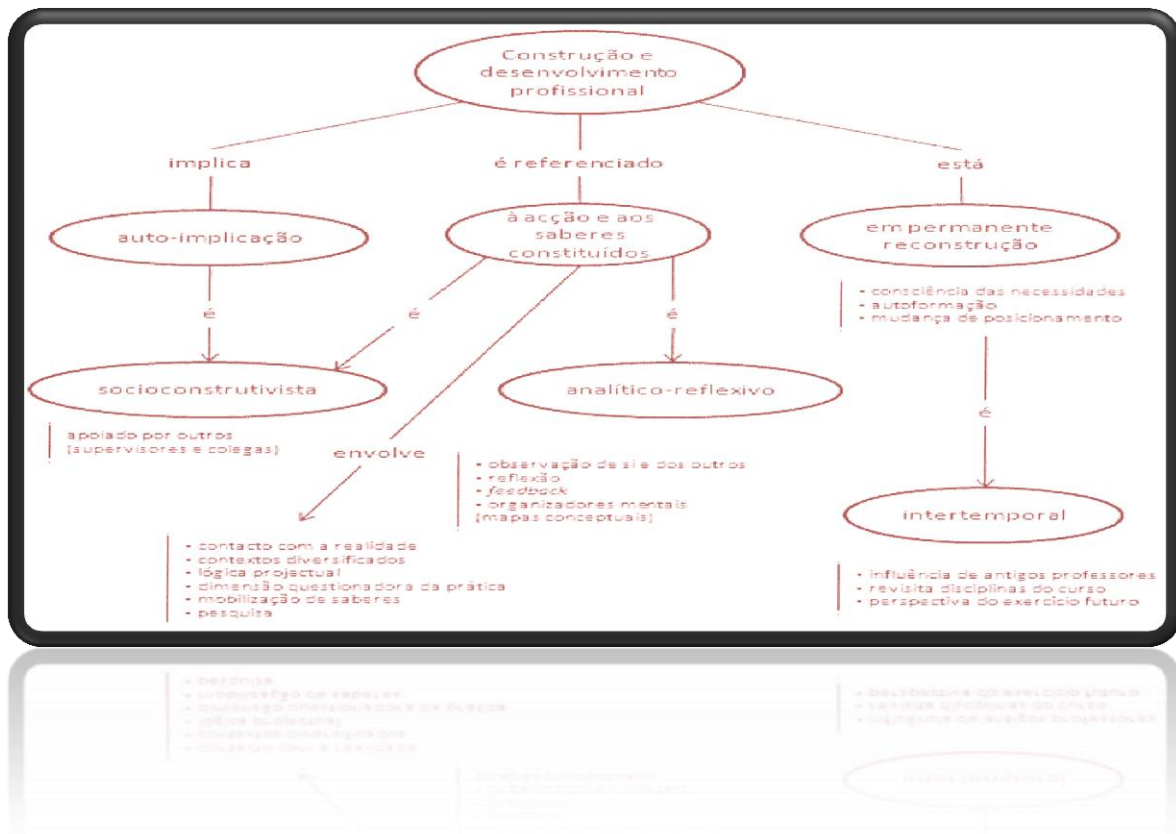 Construção e
desenvolvimento
profissional
implica
é referenciado
está
auto-implicação
à acção e aos
saberes
constituídos
em permanente
reconstrução
- consciência das necessidades
- autoformação
- mudança de posicionamento
é
é
é
socioconstrutivista
analítico-reflexivo
é
apoiado por outros
(supervisores e colegas)
envolve
- observação de si e dos outros
- reflexão
- feedback
- organizadores mentais
(mapas conceptuais)
intertemporal
- contacto com a realidade
- contextos diversificados
- lógica projectual
- dimensão questionadora da prática
- mobilização de saberes
- pesquisa
- influência de antigos professores
- revisita disciplinas do curso
- perspectiva do exercício futuro